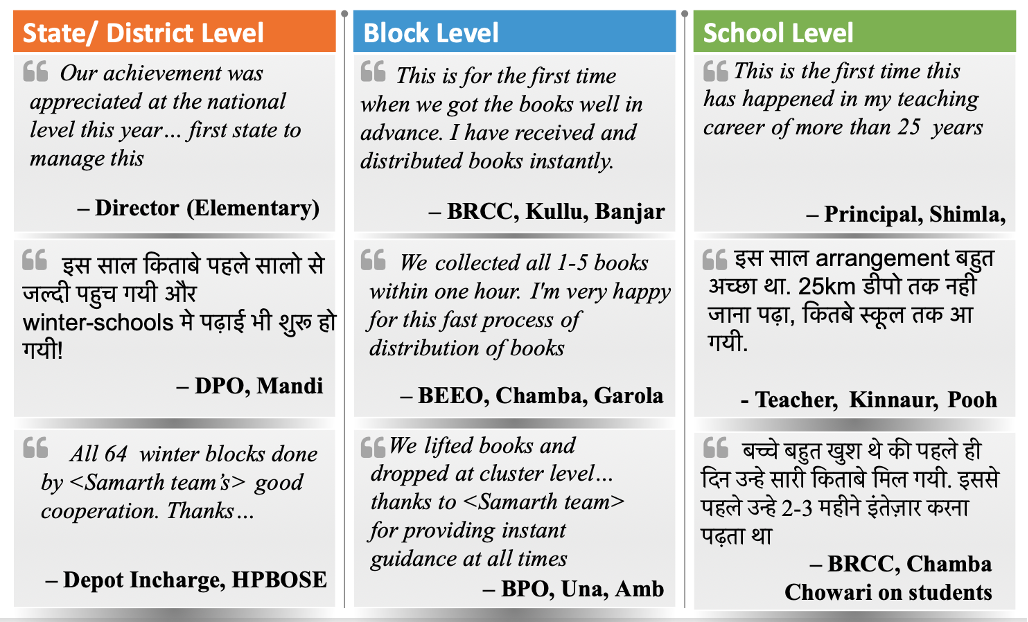 State/ District Level
“ Our achievement was
appreciated at the national
level this year… first state to
manage this
– Director (Elementary)
“ इस साल किताबे पहले सालो से
जल्दी पहुच गयी और
winter-schools मे पढ़ाई भी शुरू हो
गयी!
– DPO, Mandi
“ All 64 winter blocks done
by <Samarth team’s> good
cooperation. Thanks…
– Depot Incharge, HPBOSE
Block Level
“ This is for the first time
when we got the books well in
advance. I have received and
distributed books instantly.
– BRCC, Kullu, Banjar
“ We collected all 1-5 books
within one hour. I'm very happy
for this fast process of
distribution of books
– BEEO, Chamba, Garola
“ We lifted books and
dropped at cluster level…
thanks to <Samarth team>
for providing instant
guidance at all times
– BPO, Una, Amb
School Level
“ This is the first time this
has happened in my teaching
career of more than 25 years
– Principal, Shimla,
“ इस साल arrangement बहुत
अच्छा था. 25km डीपो तक नही
जाना पढ़ा, कितबे स्कूल तक आ
गयी.
- Teacher, Kinnaur, Pooh
“ बच्चे बहुत खुश थे की पहले ही
दिन उन्हे सारी किताबे मिल गयी. इससे
पहले उन्हे 2-3 महीने इंतेज़ार करना
पढ़ता था
– BRCC, Chamba
Chowari on students